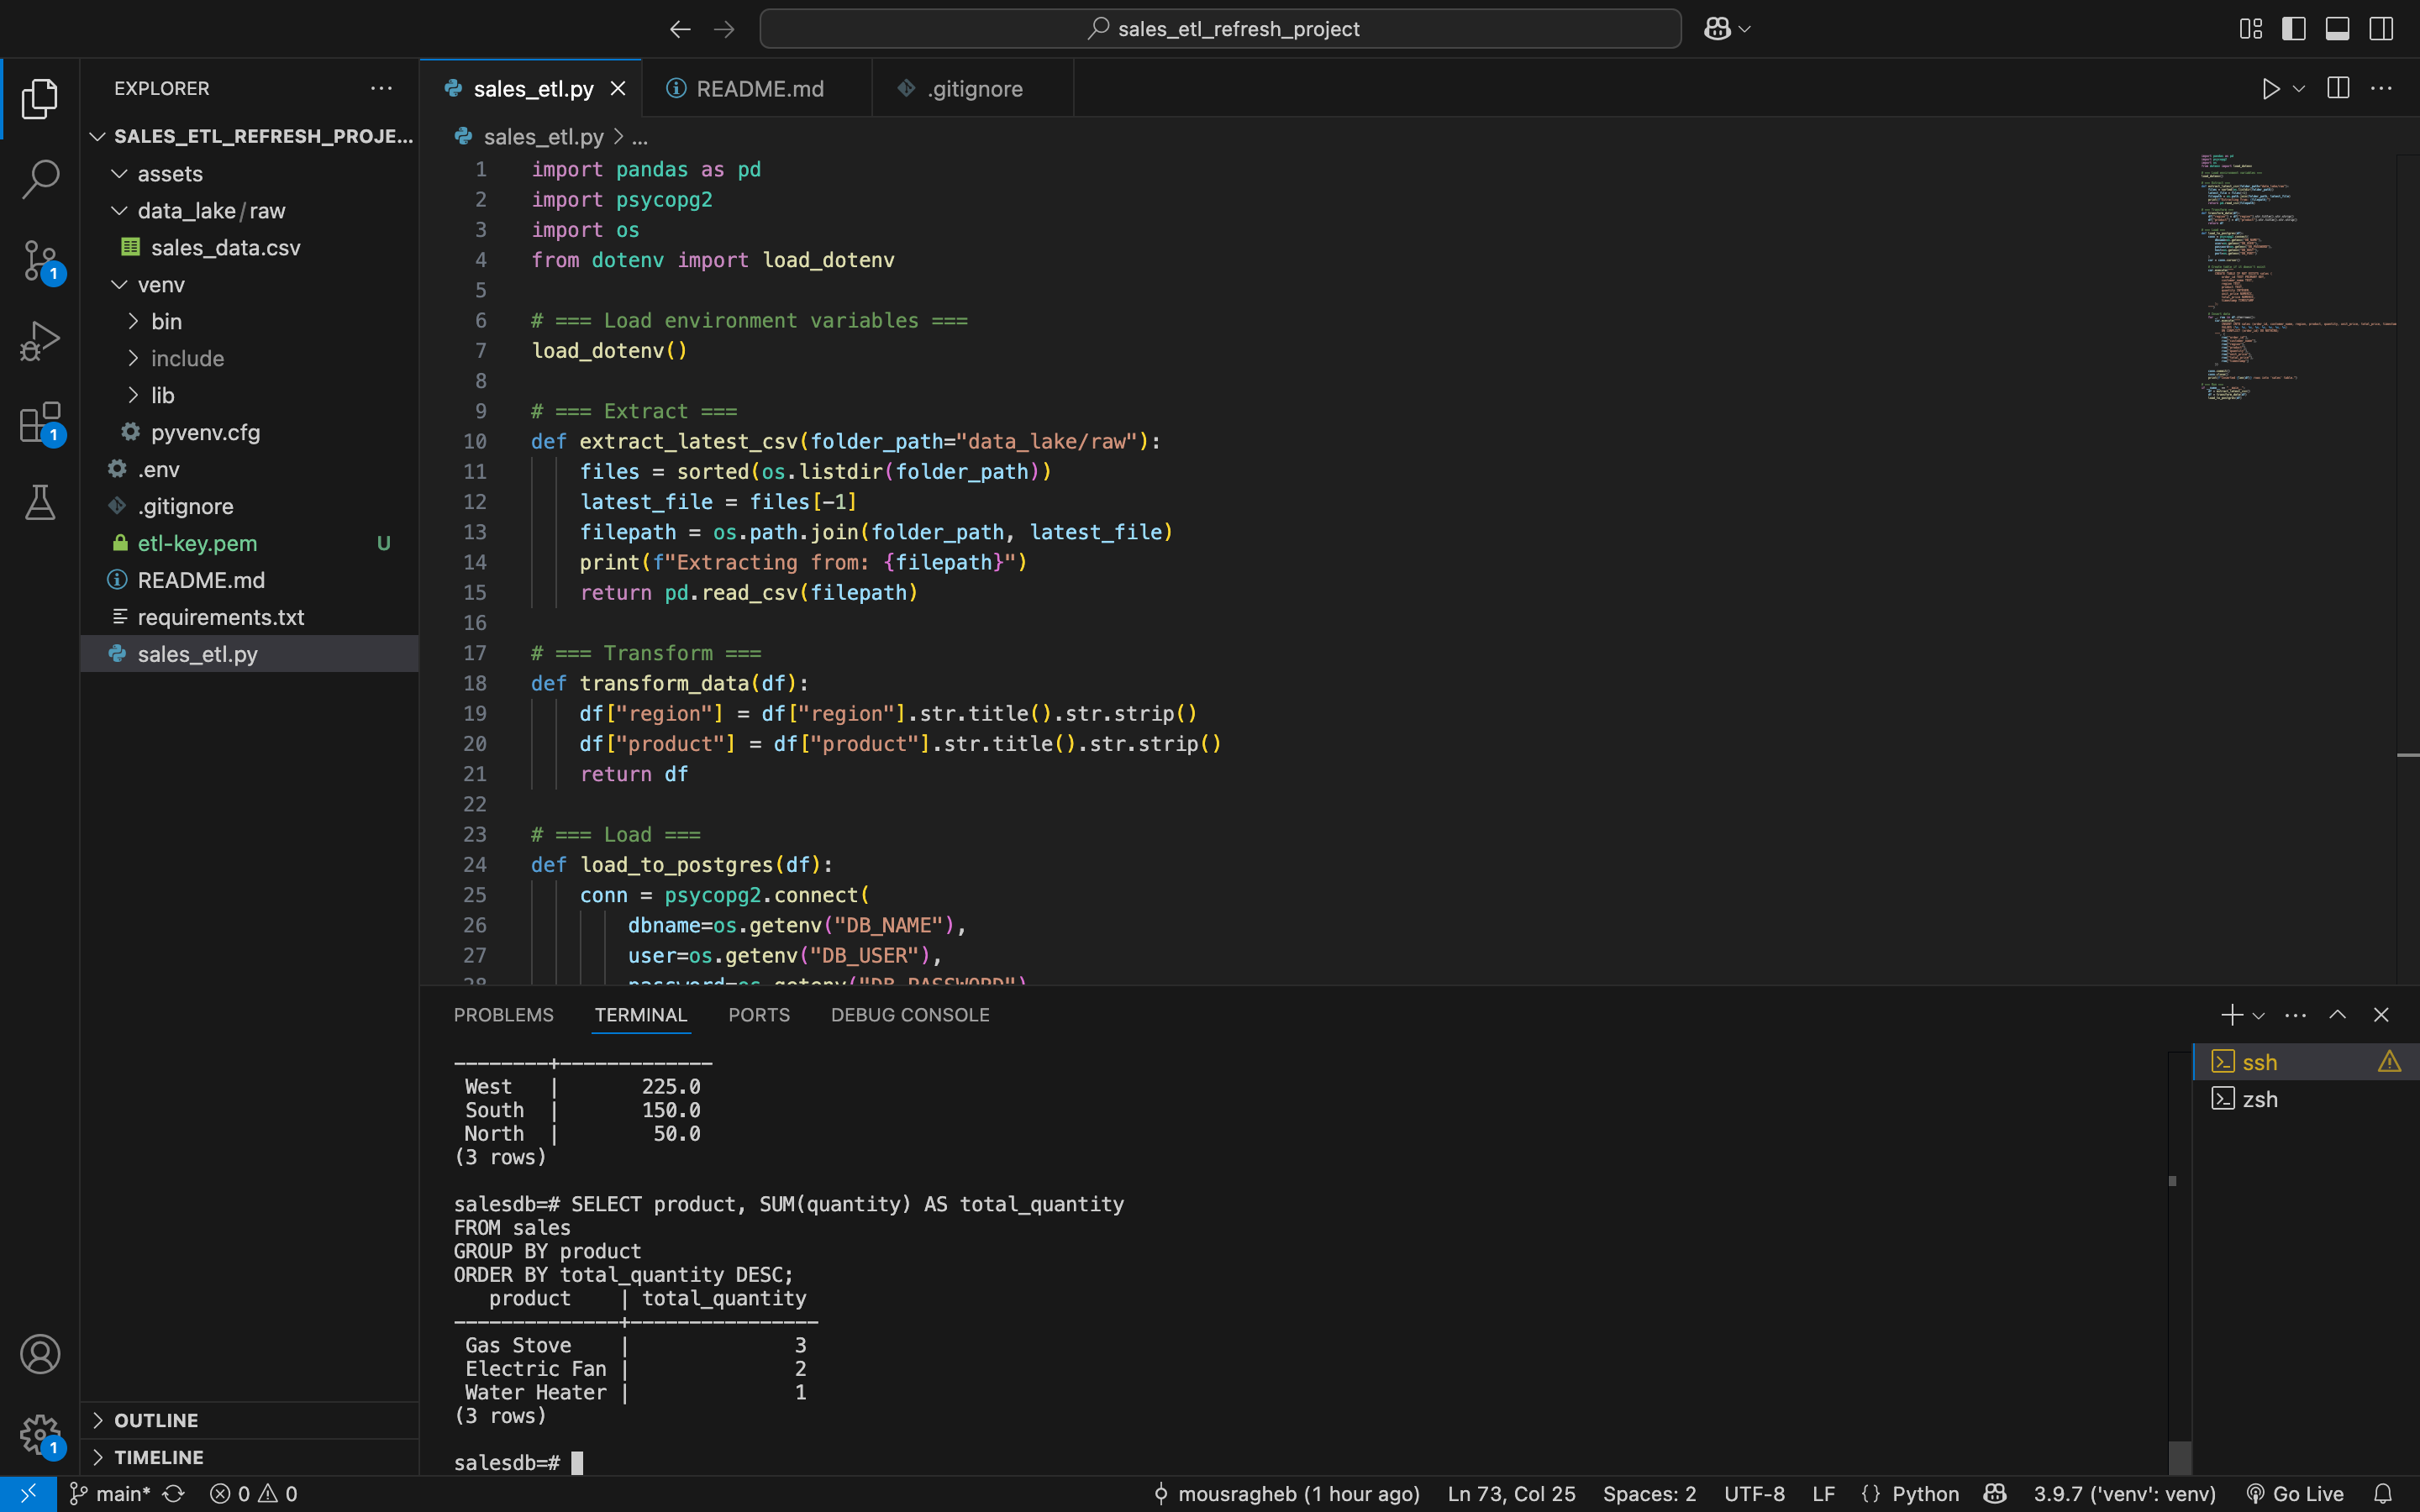 sales_etl_refresh_project
EXPLORER
SALES_ETL_REFRESH_PROJE...
assets
data_lake/raw
sales_data.csv
venv
bin
include
lib
pyvenv.cfg
.env
.gitignore
etl-key.pem U
README.md
requirements.txt
sales_etl.py
OUTLINE
TIMELINE
1
1
1
sales_etl.py
README.md
.gitignore
sales_etl.py > ...
1 import pandas as pd
2 import psycopg2
3 import os
4 from dotenv import load_dotenv
5
6 # === Load environment variables ===
7 load_dotenv()
8
9 # === Extract ===
10 def extract_latest_csv(folder_path="data_lake/raw"):
11 files = sorted(os.listdir(folder_path))
12 latest_file = files[-1]
13 filepath = os.path.join(folder_path, latest_file)
14 print(f"Extracting from: {filepath}")
15 return pd.read_csv(filepath)
16
17 # === Transform ===
18 def transform_data(df):
19 df["region"] = df["region"].str.title().str.strip()
20 df["product"] = df["product"].str.title().str.strip()
21 return df
22
23 # === Load ===
24 def load_to_postgres(df):
25 conn = psycopg2.connect(
26 dbname=os.getenv("DB_NAME"),
27 user=os.getenv("DB_USER"),
28 password=os.getenv("DB_PASSWORD")
PROBLEMS TERMINAL PORTS DEBUG CONSOLE
--------+-------------
West | 225.0
South | 150.0
North | 50.0
(3 rows)
salesdb=# SELECT product, SUM(quantity) AS total_quantity
FROM sales
GROUP BY product
ORDER BY total_quantity DESC;
product | total_quantity
--------------+----------------
Gas Stove | 3
Electric Fan | 2
Water Heater | 1
(3 rows)
salesdb=#
ssh
zsh
main* 0 0 mousragheb (1 hour ago) Ln 73, Col 25 Spaces: 2 UTF-8 LF {} Python 3.9.7 ('venv': venv) Go Live